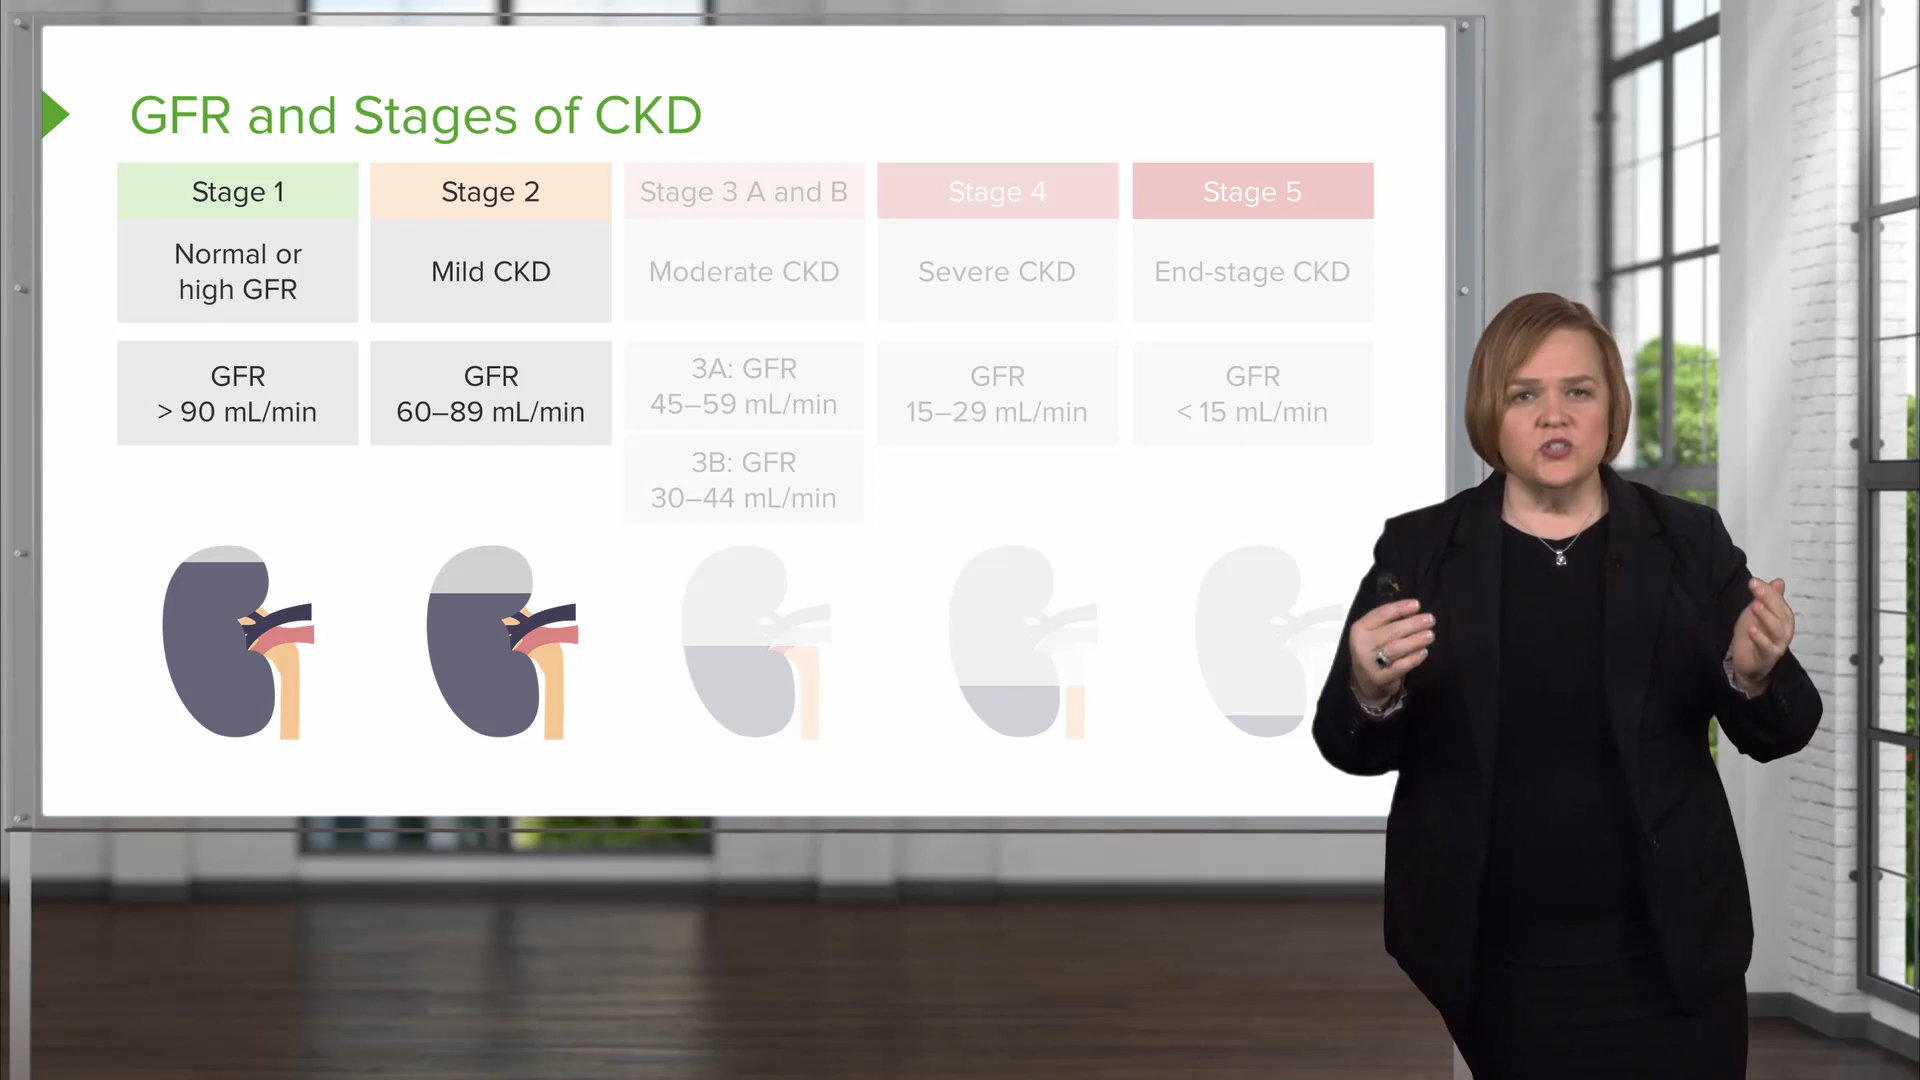 GFR and Stages of CKD
Stage 1
Normal or
high GFR
GFR
> 90 mL/min
Stage 2
Mild CKD
GFR
60–89 mL/min
Stage 3 A and B
Moderate CKD
3A: GFR
45–59 mL/min
3B: GFR
30–44 mL/min
Stage 4
Severe CKD
GFR
15–29 mL/min
Stage 5
End-stage CKD
GFR
< 15 mL/min